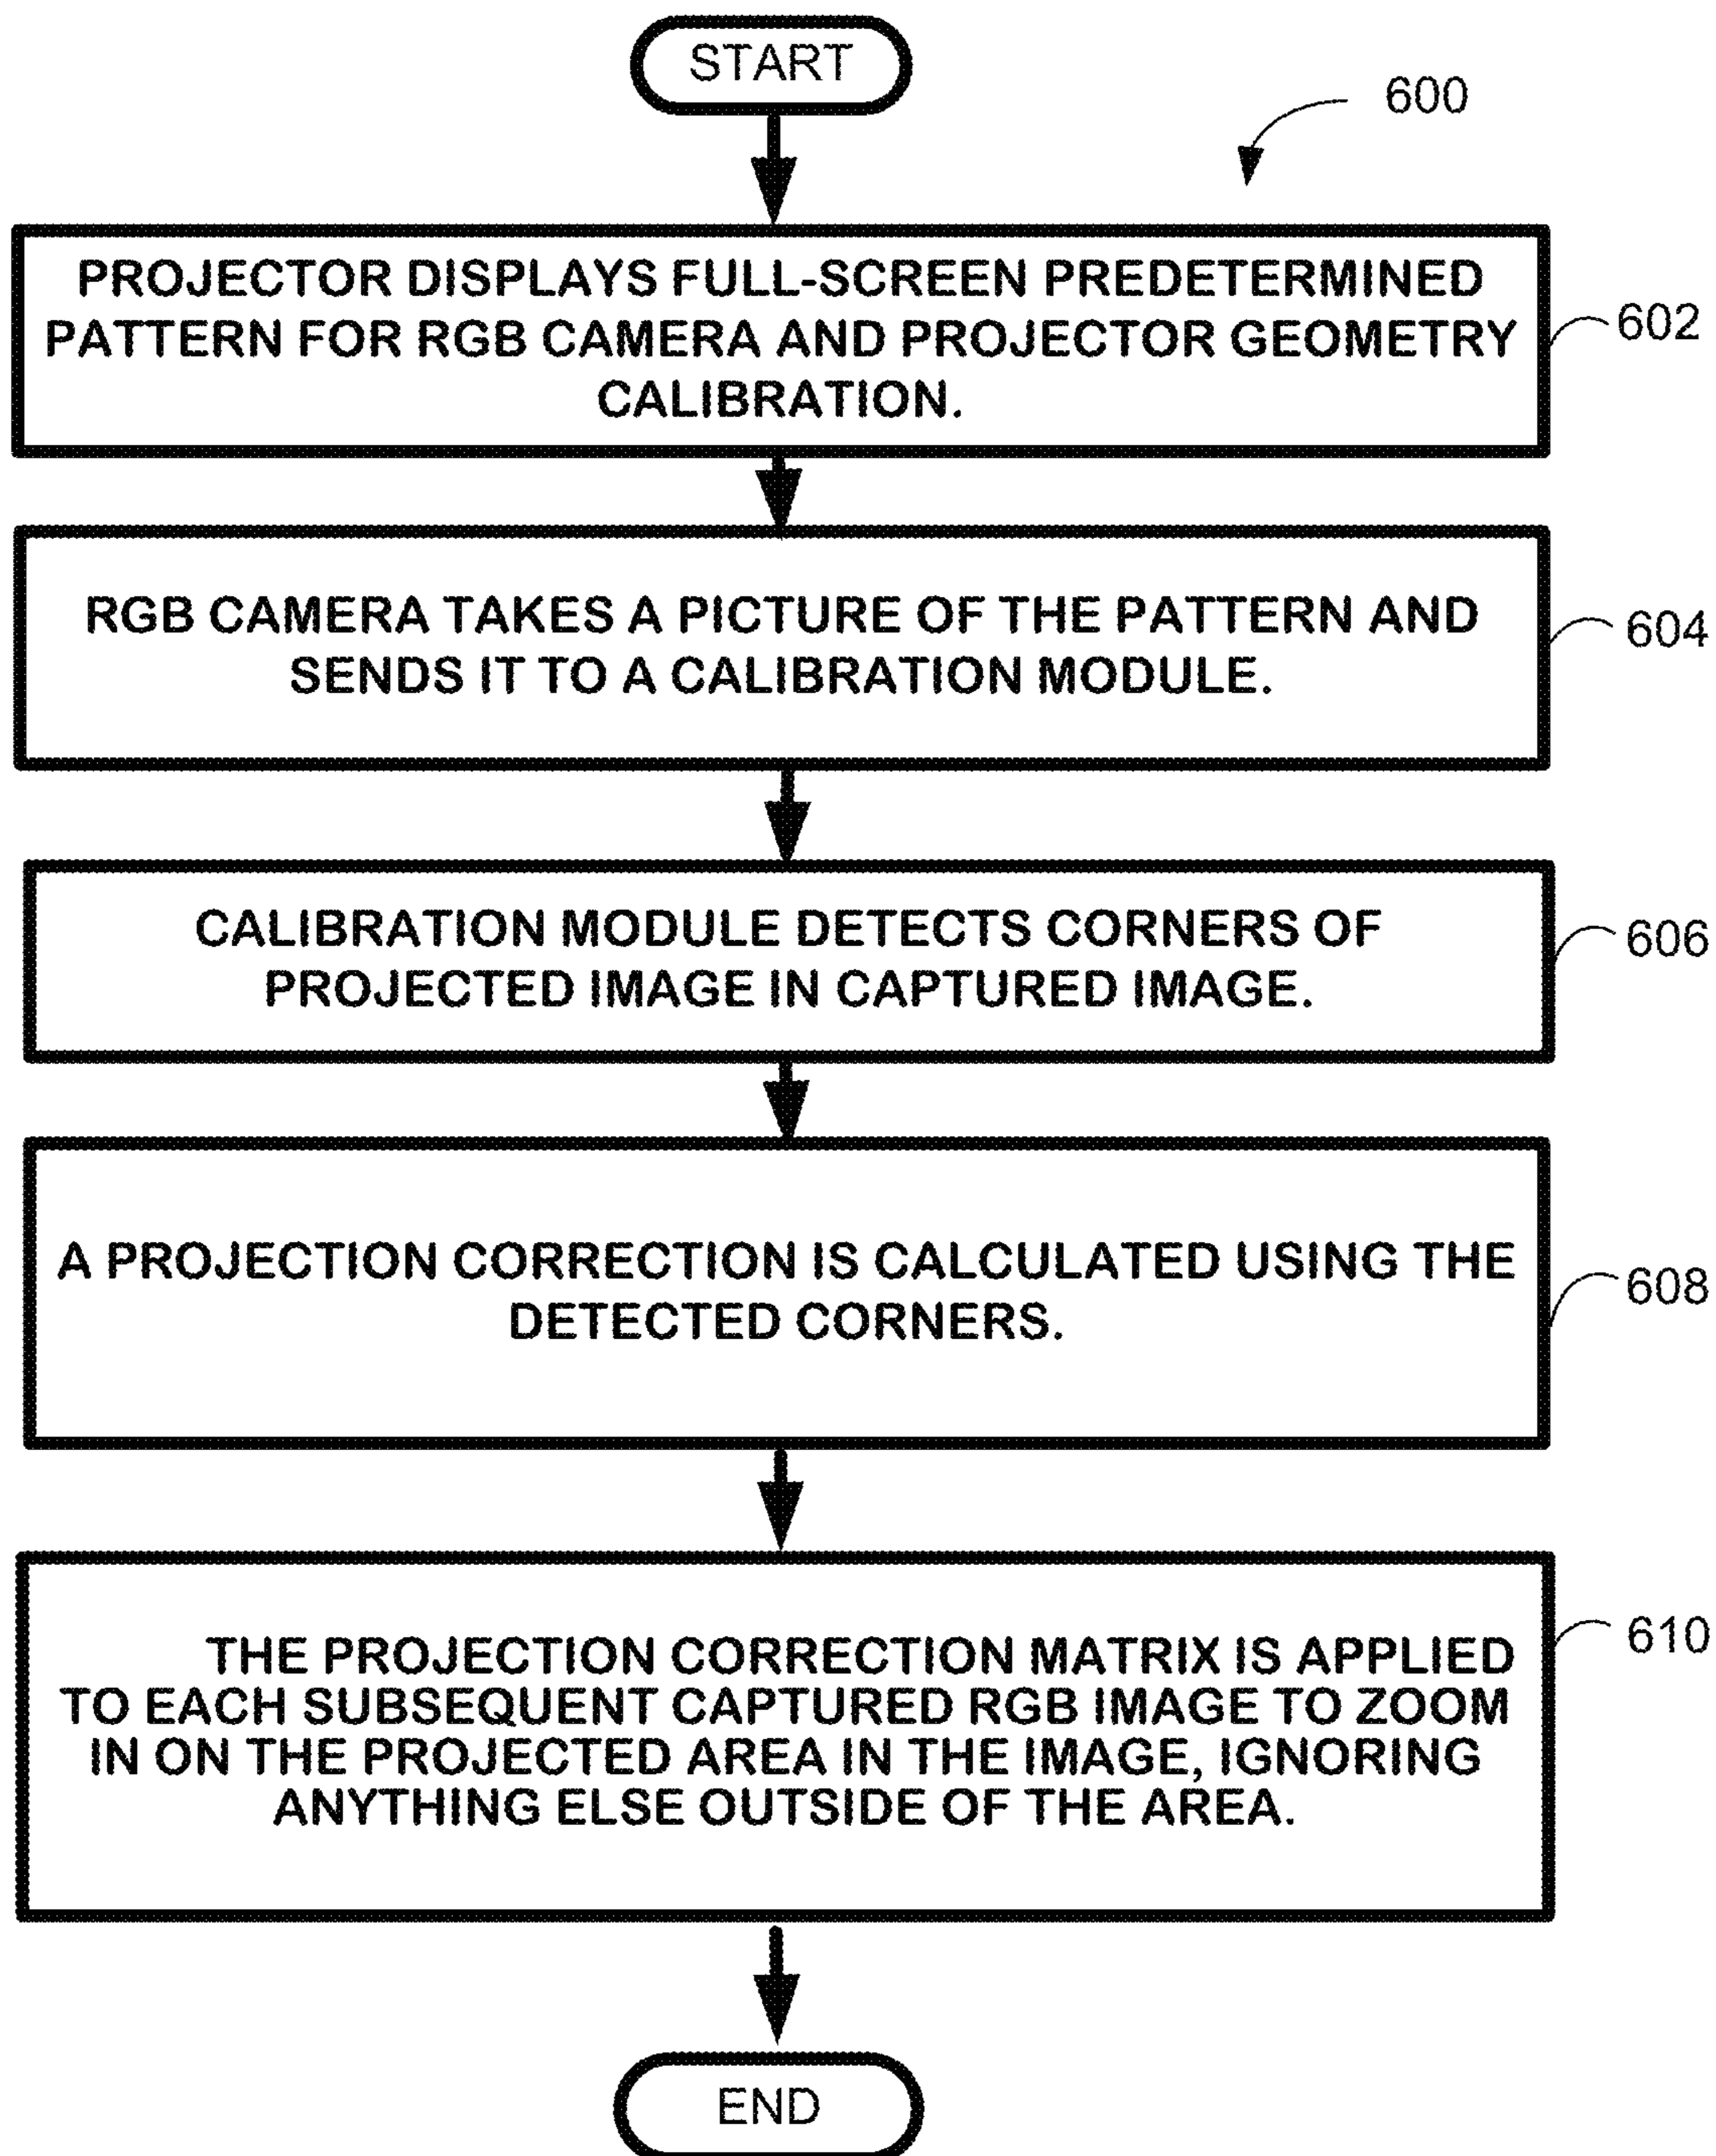 START
600
PROJECTOR DISPLAYS FULL-SCREEN PREDETERMINED
PATTERN FOR RGB CAMERA AND PROJECTOR GEOMETRY
CALIBRATION.
602
RGB CAMERA TAKES A PICTURE OF THE PATTERN AND
SENDS IT TO A CALIBRATION MODULE.
604
CALIBRATION MODULE DETECTS CORNERS OF
PROJECTED IMAGE IN CAPTURED IMAGE.
606
A PROJECTION CORRECTION IS CALCULATED USING THE
DETECTED CORNERS.
608
THE PROJECTION CORRECTION MATRIX IS APPLIED
TO EACH SUBSEQUENT CAPTURED RGB IMAGE TO ZOOM
IN ON THE PROJECTED AREA IN THE IMAGE, IGNORING
ANYTHING ELSE OUTSIDE OF THE AREA.
610
END